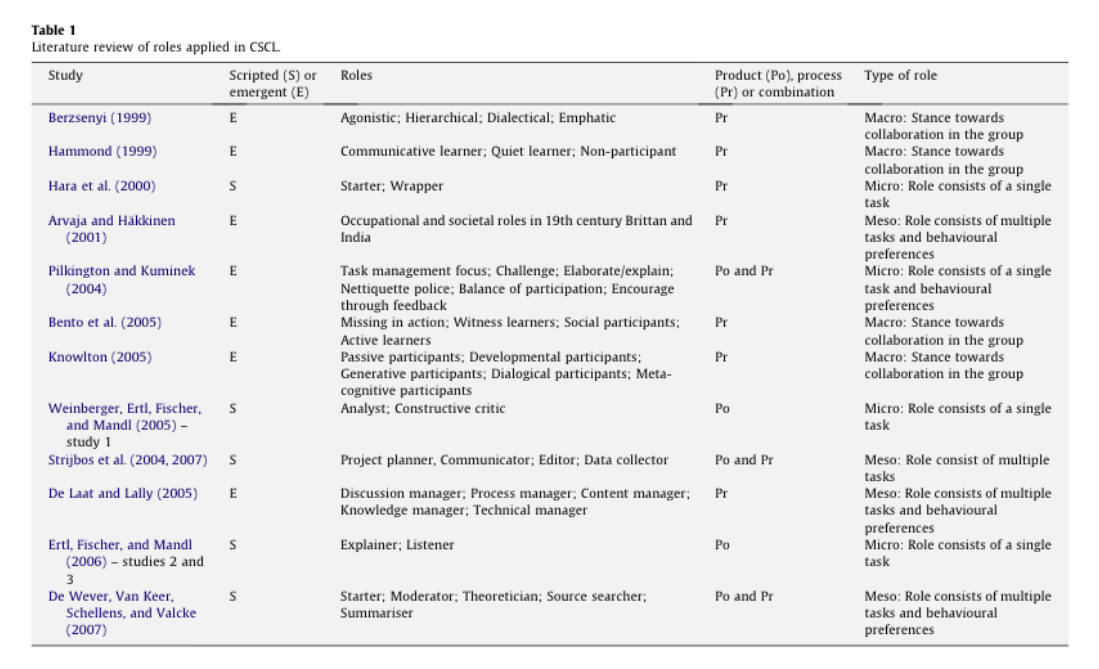 Table 1
Literature review of roles applied in CSCL.
Study Scripted (S) or Roles Product (Po), process Type of role
emergent (E) (Pr) or combination
Berzsenyi (1999) E Agonistic; Hierarchical; Dialectical; Emphatic Pr Macro: Stance towards
collaboration in the group
Hammond (1999) E Communicative learner; Quiet learner; Non-participant Pr Macro: Stance towards
collaboration in the group
Hara et al. (2000) S Starter; Wrapper Pr Micro: Role consists of a single
task
Arvaja and Häkkinen E Occupational and societal roles in 19th century Brittan and Pr Meso: Role consists of multiple
(2001) India tasks and behavioural
preferences
Pilkington and Kuminek E Task management focus; Challenge; Elaborate/explain; Po and Pr Micro: Role consists of a single
(2004) Nettiquette police; Balance of participation; Encourage task and behavioural
through feedback preferences
Bento et al. (2005) E Missing in action; Witness learners; Social participants; Pr Macro: Stance towards
Active learners collaboration in the group
Knowlton (2005) E Passive participants; Developmental participants; Pr Macro: Stance towards
Generative participants; Dialogical participants; Meta- collaboration in the group
cognitive participants
Weinberger, Ertl, Fischer, S Analyst; Constructive critic Po Micro: Role consists of a single
and Mandl (2005) – task
study 1
Strijbos et al. (2004, 2007) S Project planner, Communicator; Editor; Data collector Po and Pr Meso: Role consist of multiple
tasks
De Laat and Lally (2005) E Discussion manager; Process manager; Content manager; Pr Meso: Role consists of multiple
Knowledge manager; Technical manager tasks and behavioural
preferences
Ertl, Fischer, and Mandl S Explainer; Listener Po Micro: Role consists of a single
(2006) – studies 2 and task
3
De Wever, Van Keer, S Starter; Moderator; Theoretician; Source searcher; Po and Pr Meso: Role consists of multiple
Schellens, and Valcke Summariser tasks and behavioural
(2007) preferences